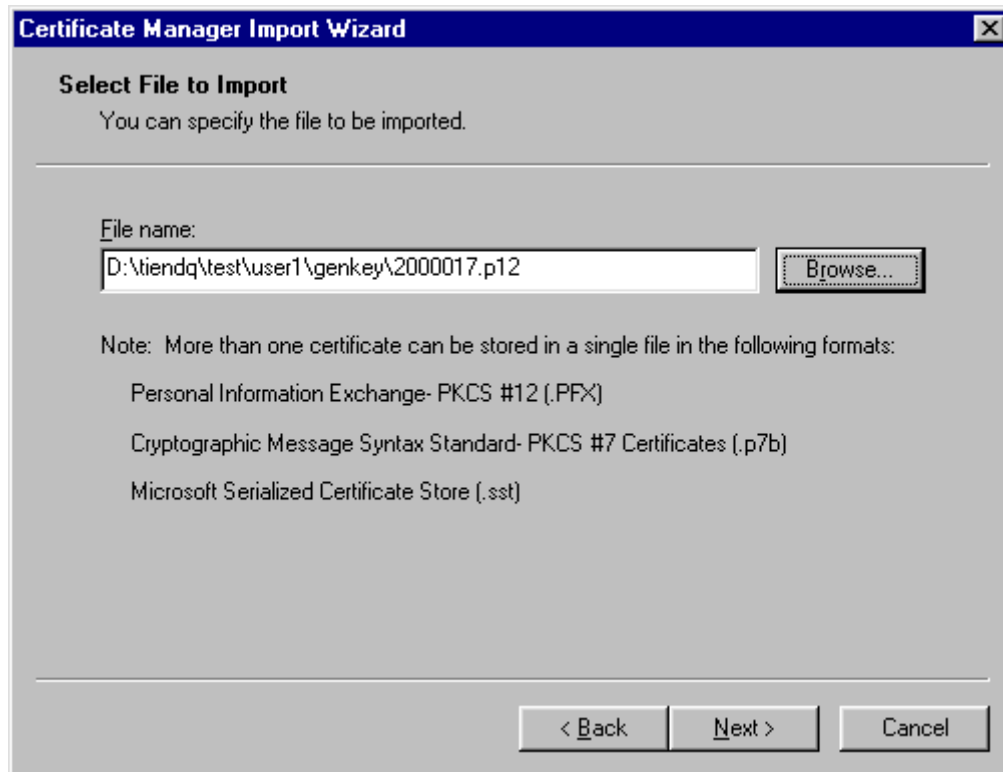 Certificate Manager Import Wizard
Select File to Import
You can specify the file to be imported.
File name:
D:\tiendq\test\user1\genkey\2000017.p12
Browse...
Note:  More than one certificate can be stored in a single file in the following formats:
Personal Information Exchange- PKCS #12 (.PFX)
Cryptographic Message Syntax Standard- PKCS #7 Certificates (.p7b)
Microsoft Serialized Certificate Store (.sst)
< Back
Next >
Cancel